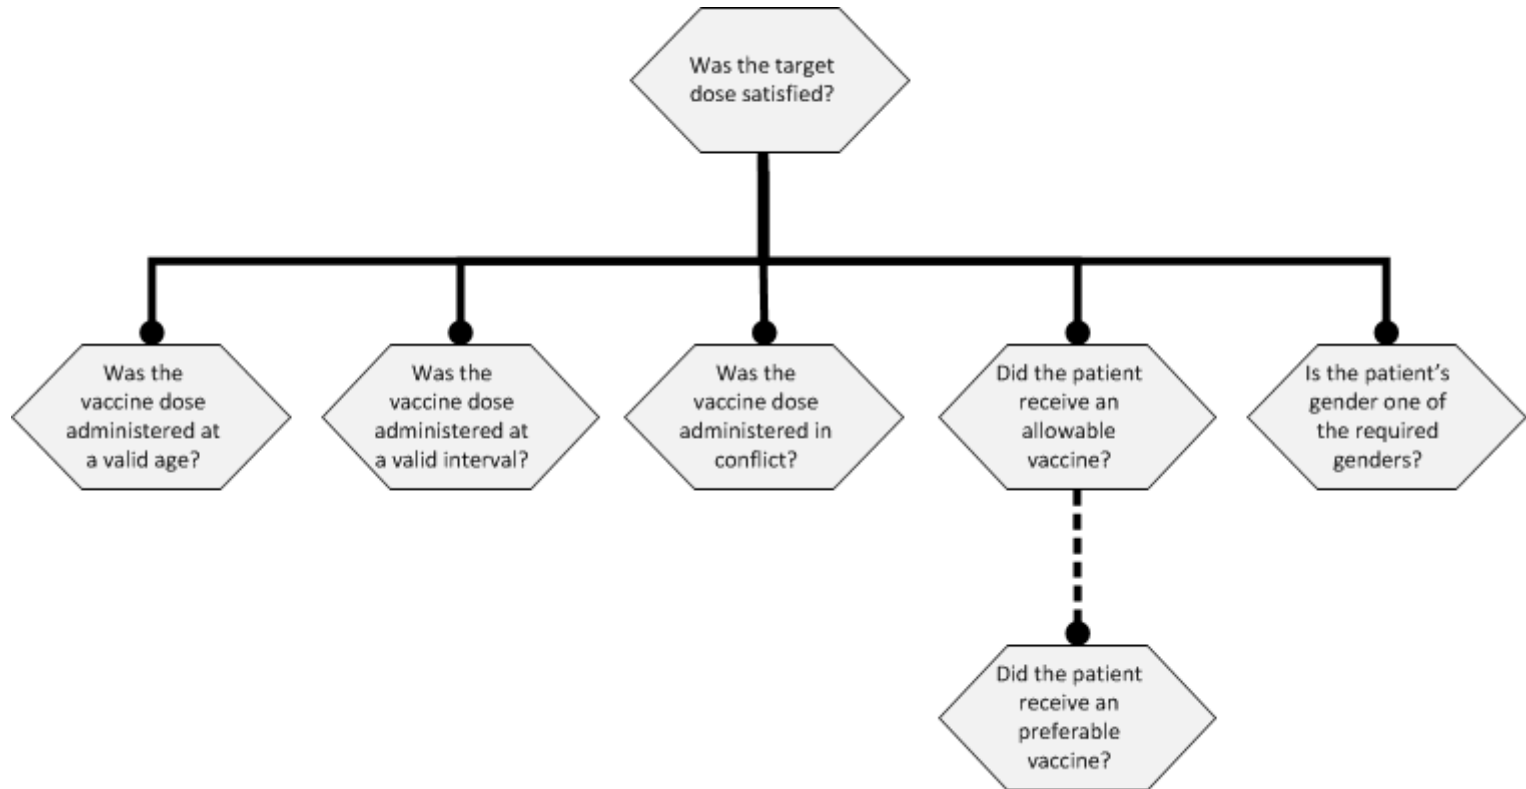 Was the target
dose satisfied?
Was the
vaccine dose
administered at
a valid age?
Was the
vaccine dose
administered at
a valid interval?
Was the
vaccine dose
administered in
conflict?
Did the patient
receive an
allowable
vaccine?
Is the patient's
gender one of
the required
genders?
Did the patient
receive an
preferable
vaccine?